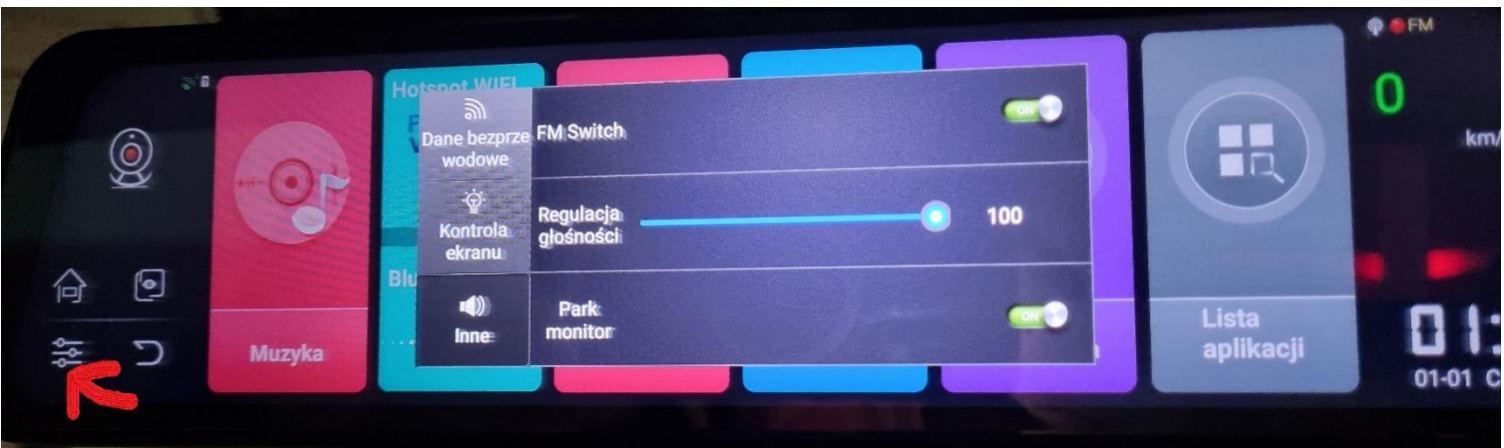 FM
Hotspot WIFI
Dane bezprze
wodowe
FM Switch
ON
0
km/
Kontrola
ekranu
Regulacja
głośności
100
Inne
Park
monitor
ON
Muzyka
Lista
aplikacji
01:
01-01